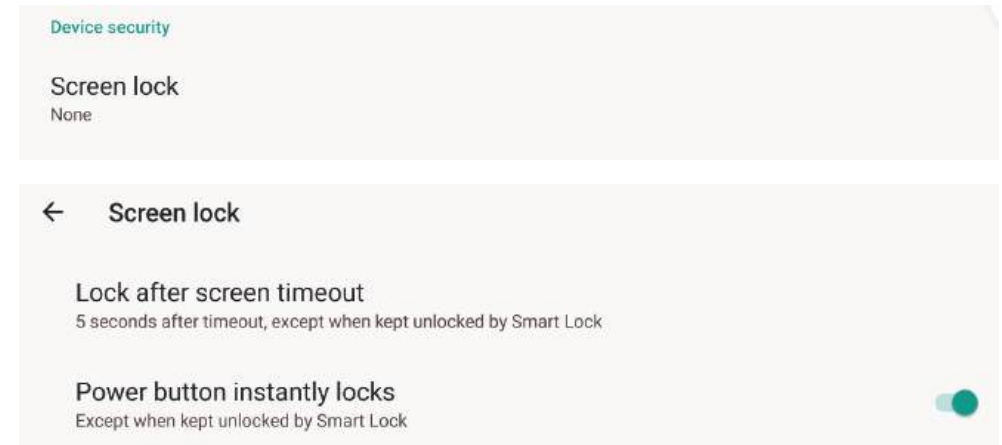 Device security
Screen lock
None
Screen lock
Lock after screen timeout
5 seconds after timeout, except when kept unlocked by Smart Lock
Power button instantly locks
Except when kept unlocked by Smart Lock